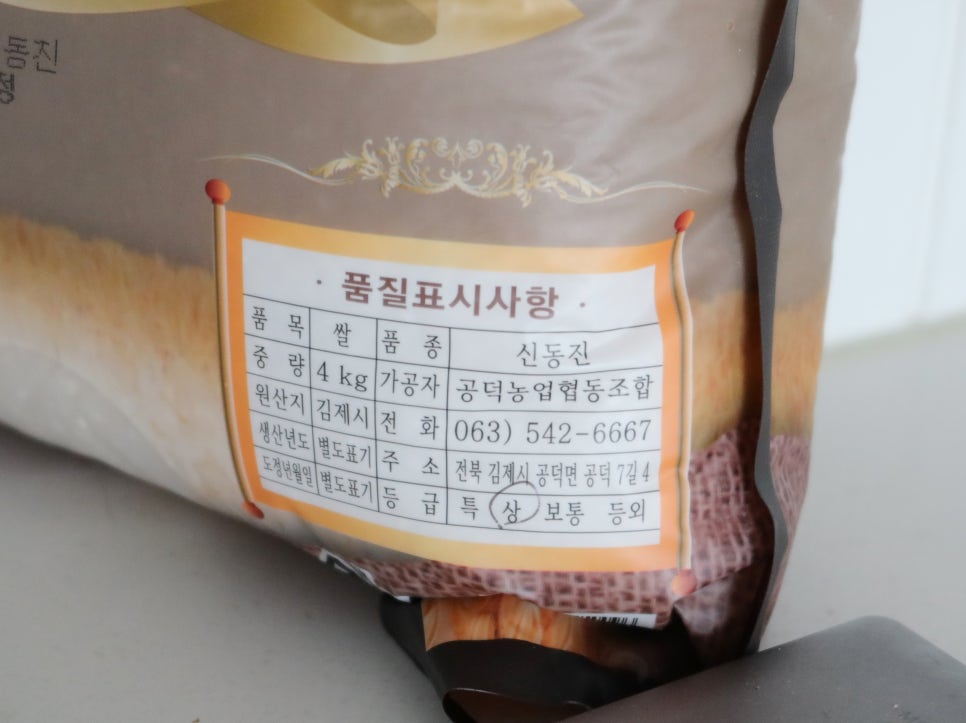 동진
· 품질표시사항 ·
품 목 쌀 품 종 신동진
중 량 4 kg 가공자 공덕농업협동조합
원산지 김제시 전 화 063) 542-6667
생산년도 별도표기 주 소 전북 김제시 공덕면 공덕 7길 4
도정년월일 별도표기 등 급 특 상 보통 등외